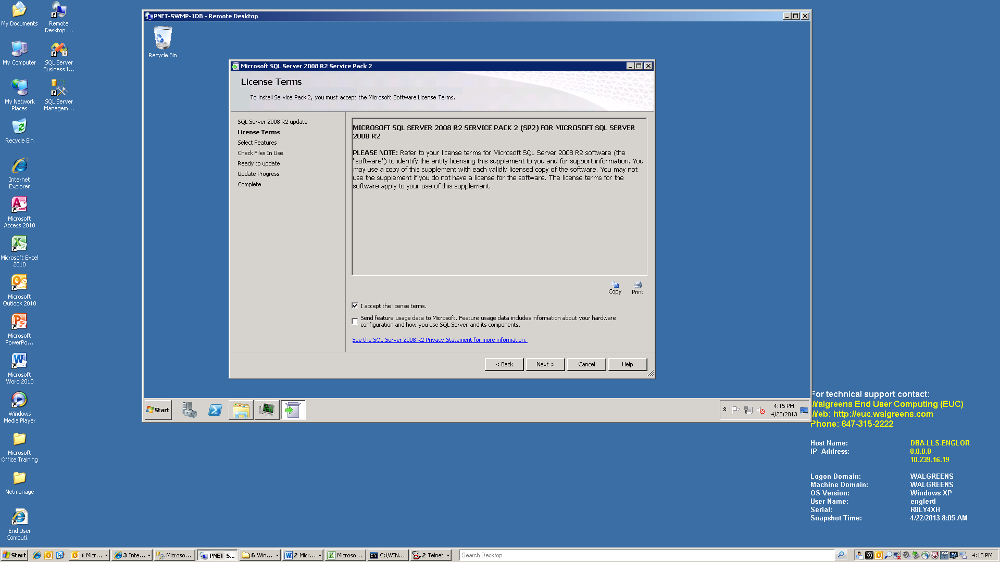 My Documents
Remote
Desktop ...
My Computer
SQL Server
Business I...
My Network
Places
SQL Server
Managem...
Recycle Bin
Internet
Explorer
Microsoft
Access 2010
Microsoft Excel
2010
Microsoft
Outlook 2010
Microsoft
PowerPo...
Microsoft
Word 2010
Windows
Media Player
Microsoft
Office Training
Netmanage
End User
Computi...
PNET-SWMP-1DB - Remote Desktop
Recycle Bin
Microsoft SQL Server 2008 R2 Service Pack 2
License Terms
To install Service Pack 2, you must accept the Microsoft Software License Terms.
SQL Server 2008 R2 update
License Terms
Select Features
Check Files In Use
Ready to update
Update Progress
Complete
MICROSOFT SQL SERVER 2008 R2 SERVICE PACK 2 (SP2) FOR MICROSOFT SQL SERVER
2008 R2
PLEASE NOTE: Refer to your license terms for Microsoft SQL Server 2008 R2 software (the
"software") to identify the entity licensing this supplement to you and for support information. You
may use a copy of this supplement with each validly licensed copy of the software. You may not
use the supplement if you do not have a license for the software. The license terms for the
software apply to your use of this supplement.
Copy
Print
I accept the license terms.
Send feature usage data to Microsoft. Feature usage data includes information about your hardware
configuration and how you use SQL Server and its components.
See the SQL Server 2008 R2 Privacy Statement for more information.
< Back
Next >
Cancel
Help
Start
4:15 PM
4/22/2013
For technical support contact:
Walgreens End User Computing (EUC)
Web: http://euc.walgreens.com
Phone: 847-315-2222
Host Name: DBA-LLS-ENGLOR
IP Address: 0.0.0.0
10.239.16.19
Logon Domain: WALGREENS
Machine Domain: WALGREENS
OS Version: Windows XP
User Name: englertl
Serial: R8LY4XH
Snapshot Time: 4/22/2013 8:05 AM
Start
4 Micr...
3 Inte...
Microso...
PNET-S...
6 Win...
2 Micr...
Microso...
C:\WIN...
2 Telnet
Search Desktop
4:15 PM